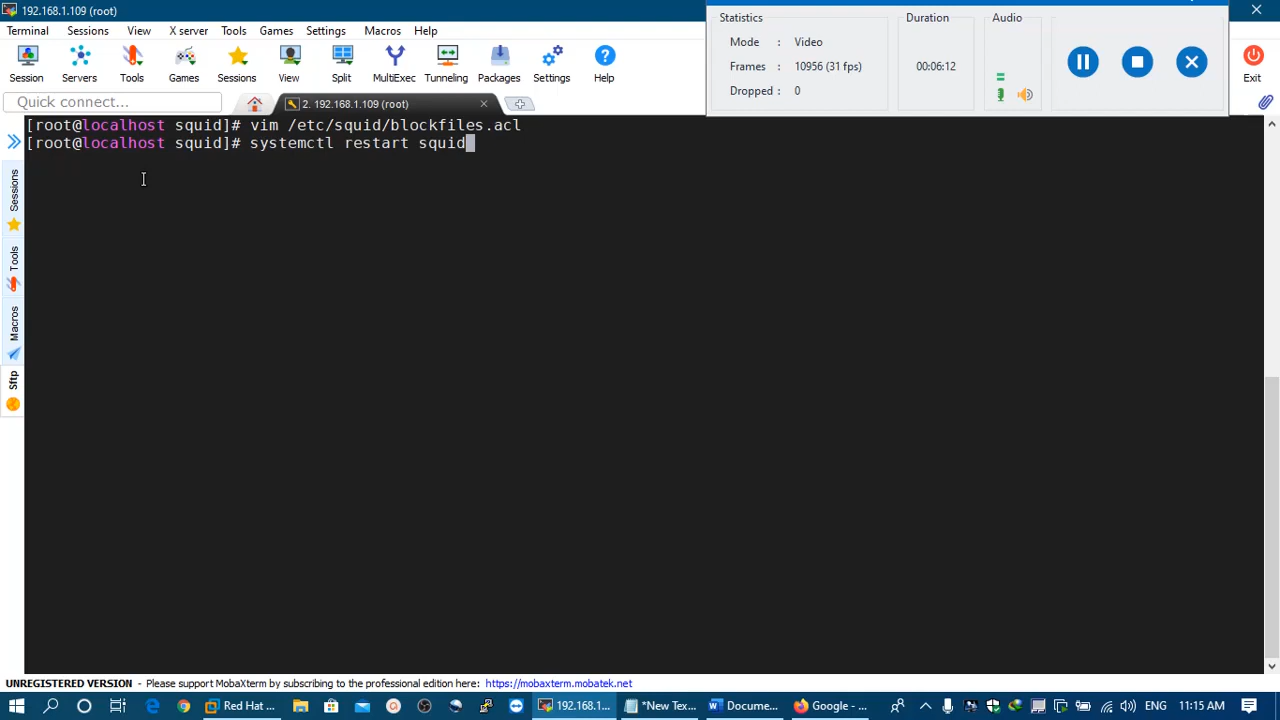 192.168.1.109 (root)
Terminal Sessions View X server Tools Games Settings Macros Help
Session Servers Tools Games Sessions View Split MultiExec Tunneling Packages Settings Help
Exit
Statistics Duration Audio
Mode : Video
Frames : 10956 (31 fps) 00:06:12
Dropped : 0
Quick connect...
2. 192.168.1.109 (root)
[root@localhost squid]# vim /etc/squid/blockfiles.acl
[root@localhost squid]# systemctl restart squid
Sessions
Tools
Macros
Sftp
UNREGISTERED VERSION - Please support MobaXterm by subscribing to the professional edition here: https://mobaxterm.mobatek.net
Red Hat ... 192.168.1.... *New Tex... Docume... Google - ... ENG 11:15 AM